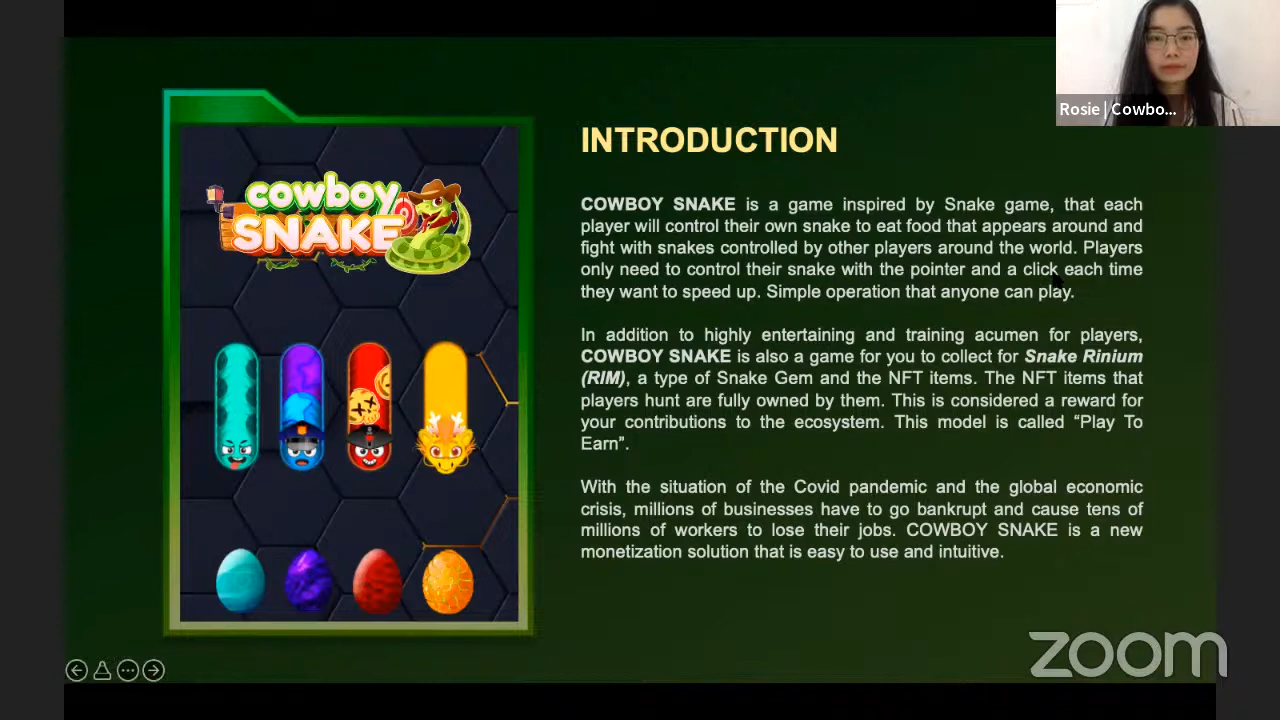 Rosie | Cowbo...
cowboy
SNAKE
INTRODUCTION
COWBOY SNAKE is a game inspired by Snake game, that each
player will control their own snake to eat food that appears around and
fight with snakes controlled by other players around the world. Players
only need to control their snake with the pointer and a click each time
they want to speed up. Simple operation that anyone can play.
In addition to highly entertaining and training acumen for players,
COWBOY SNAKE is also a game for you to collect for Snake Rinium
(RIM), a type of Snake Gem and the NFT items. The NFT items that
players hunt are fully owned by them. This is considered a reward for
your contributions to the ecosystem. This model is called “Play To
Earn”.
With the situation of the Covid pandemic and the global economic
crisis, millions of businesses have to go bankrupt and cause tens of
millions of workers to lose their jobs. COWBOY SNAKE is a new
monetization solution that is easy to use and intuitive.
zoom